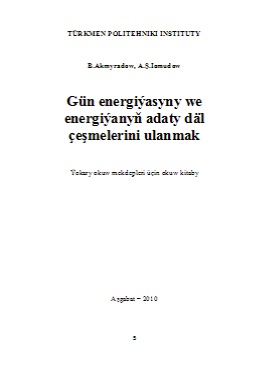 TÜRKMEN POLITEHNIKI INSTITUTY
B.Akmyradow, A.Ş.Iomudow
Gün energiýasyny we
energiýanyň adaty däl
çeşmelerini ulanmak
Ýokary okuw mekdepleri üçin okuw kitaby
Aşgabat – 2010